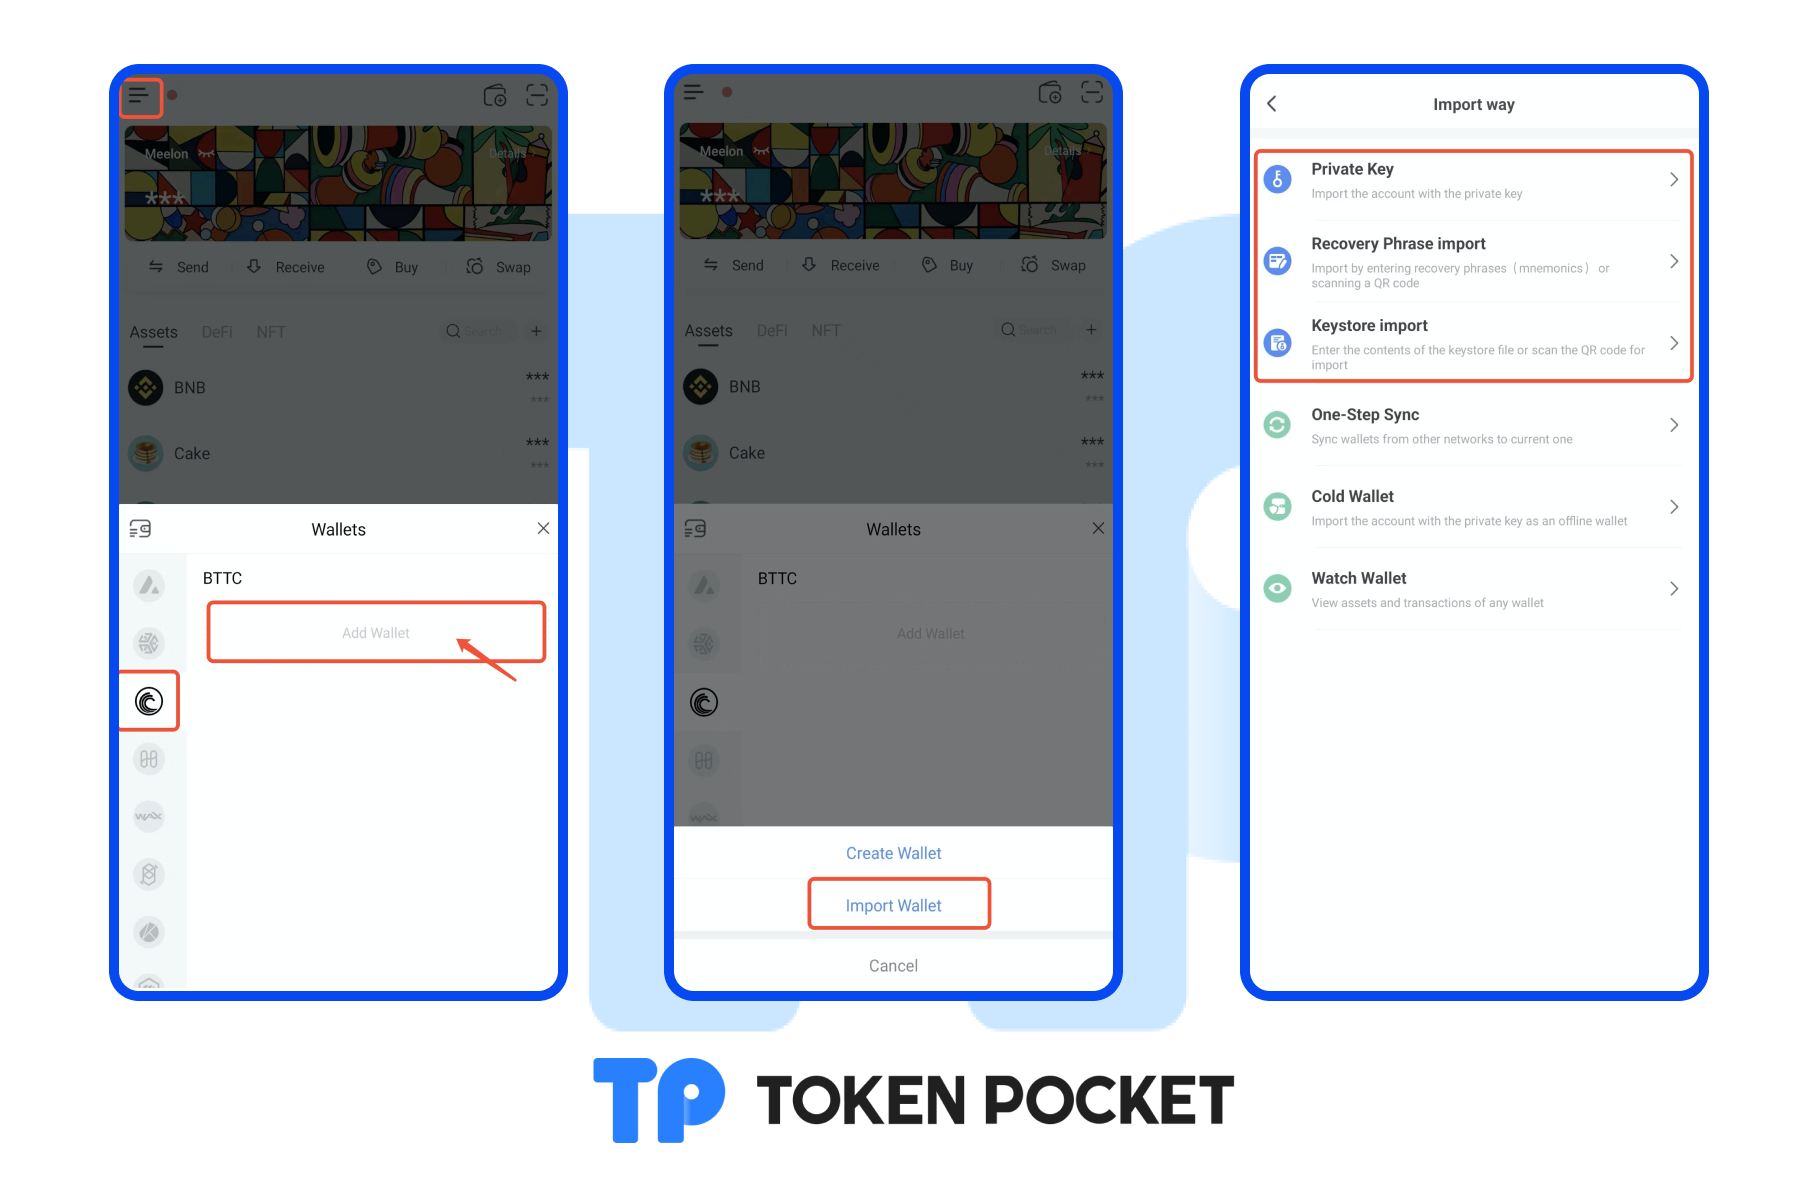 Meelon
Details
***
Send
Receive
Buy
Swap
Assets
DeFi
NFT
Search
BNB
***
***
Cake
***
***
Wallets
BTTC
Add Wallet
WAX
Meelon
Details
***
Send
Receive
Buy
Swap
Assets
DeFi
NFT
Search
BNB
***
***
Cake
***
***
Wallets
BTTC
Add Wallet
WAX
Create Wallet
Import Wallet
Cancel
Import way
Private Key
Import the account with the private key
Recovery Phrase import
Import by entering recovery phrases（mnemonics） or
scanning a QR code
Keystore import
Enter the contents of the keystore file or scan the QR code for
import
One-Step Sync
Sync wallets from other networks to current one
Cold Wallet
Import the account with the private key as an offline wallet
Watch Wallet
View assets and transactions of any wallet
TP TOKEN POCKET